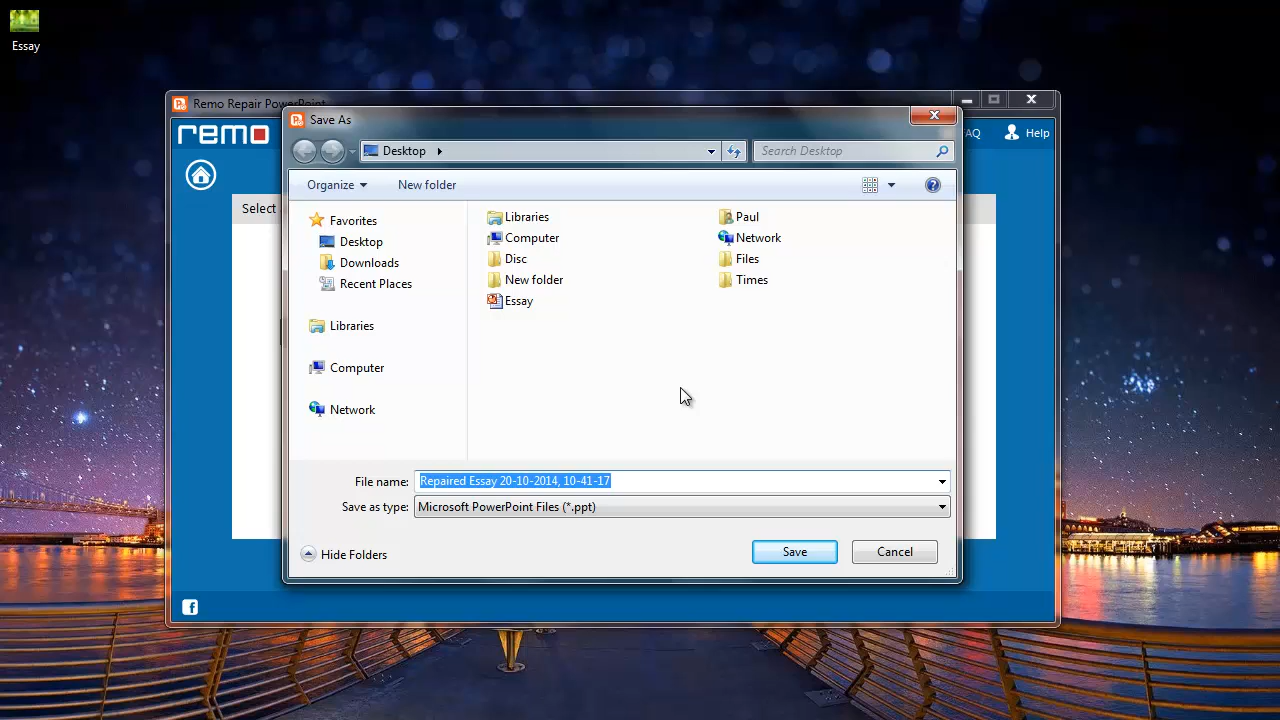 Essay
Remo Repair PowerPoint
Save As
remo
FAQ
Help
Desktop
Search Desktop
Organize
New folder
Select
Favorites
Desktop
Downloads
Recent Places
Libraries
Computer
Network
Libraries
Paul
Computer
Network
Disc
Files
New folder
Times
Essay
File name: Repaired Essay 20-10-2014, 10-41-17
Save as type: Microsoft PowerPoint Files (*.ppt)
Hide Folders
Save
Cancel